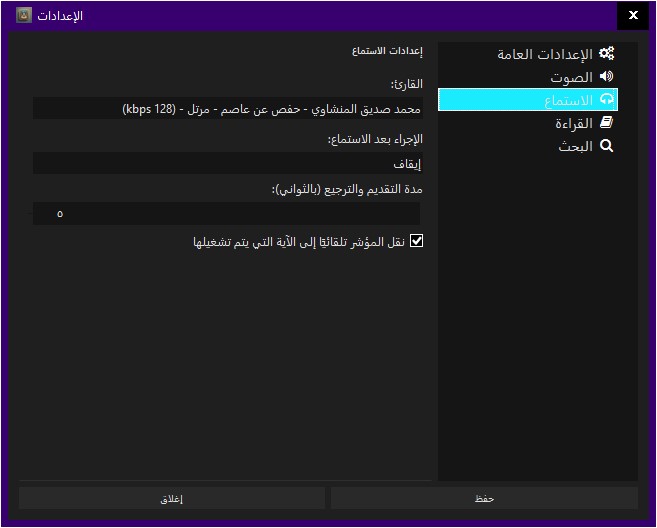 الإعدادات
x
الإعدادات العامة
الصوت
الاستماع
القراءة
البحث
إعدادات الاستماع
القارئ:
محمد صديق المنشاوي - حفص عن عاصم - مرتل - (128 kbps)
الإجراء بعد الاستماع:
إيقاف
مدة التقديم والترجيع (بالثواني):
٥
نقل المؤشر تلقائيًا إلى الآية التي يتم تشغيلها
حفظ
إغلاق